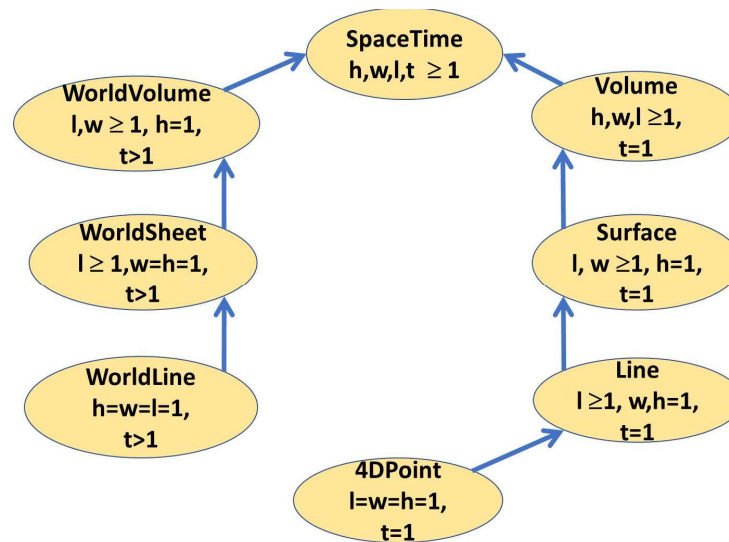 SpaceTime
h,w,l,t ≥ 1
WorldVolume
l,w ≥ 1, h=1,
t>1
Volume
h,w,l ≥1,
t=1
WorldSheet
l ≥ 1,w=h=1,
t>1
Surface
l, w ≥1, h=1,
t=1
WorldLine
h=w=l=1,
t>1
Line
l ≥1, w,h=1,
t=1
4DPoint
l=w=h=1,
t=1